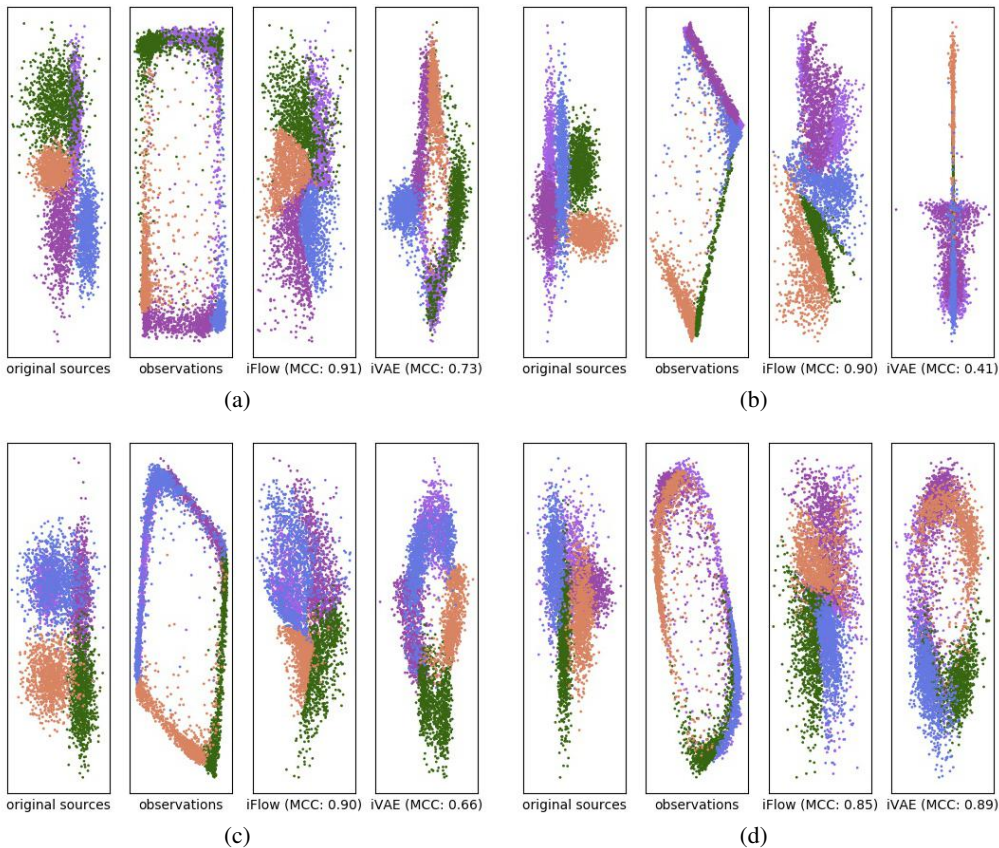 original sources observations iFlow (MCC: 0.91) iVAE (MCC: 0.73)
original sources observations iFlow (MCC: 0.90) iVAE (MCC: 0.41)
(a) (b)
original sources observations iFlow (MCC: 0.90) iVAE (MCC: 0.66)
original sources observations iFlow (MCC: 0.85) iVAE (MCC: 0.89)
(c) (d)